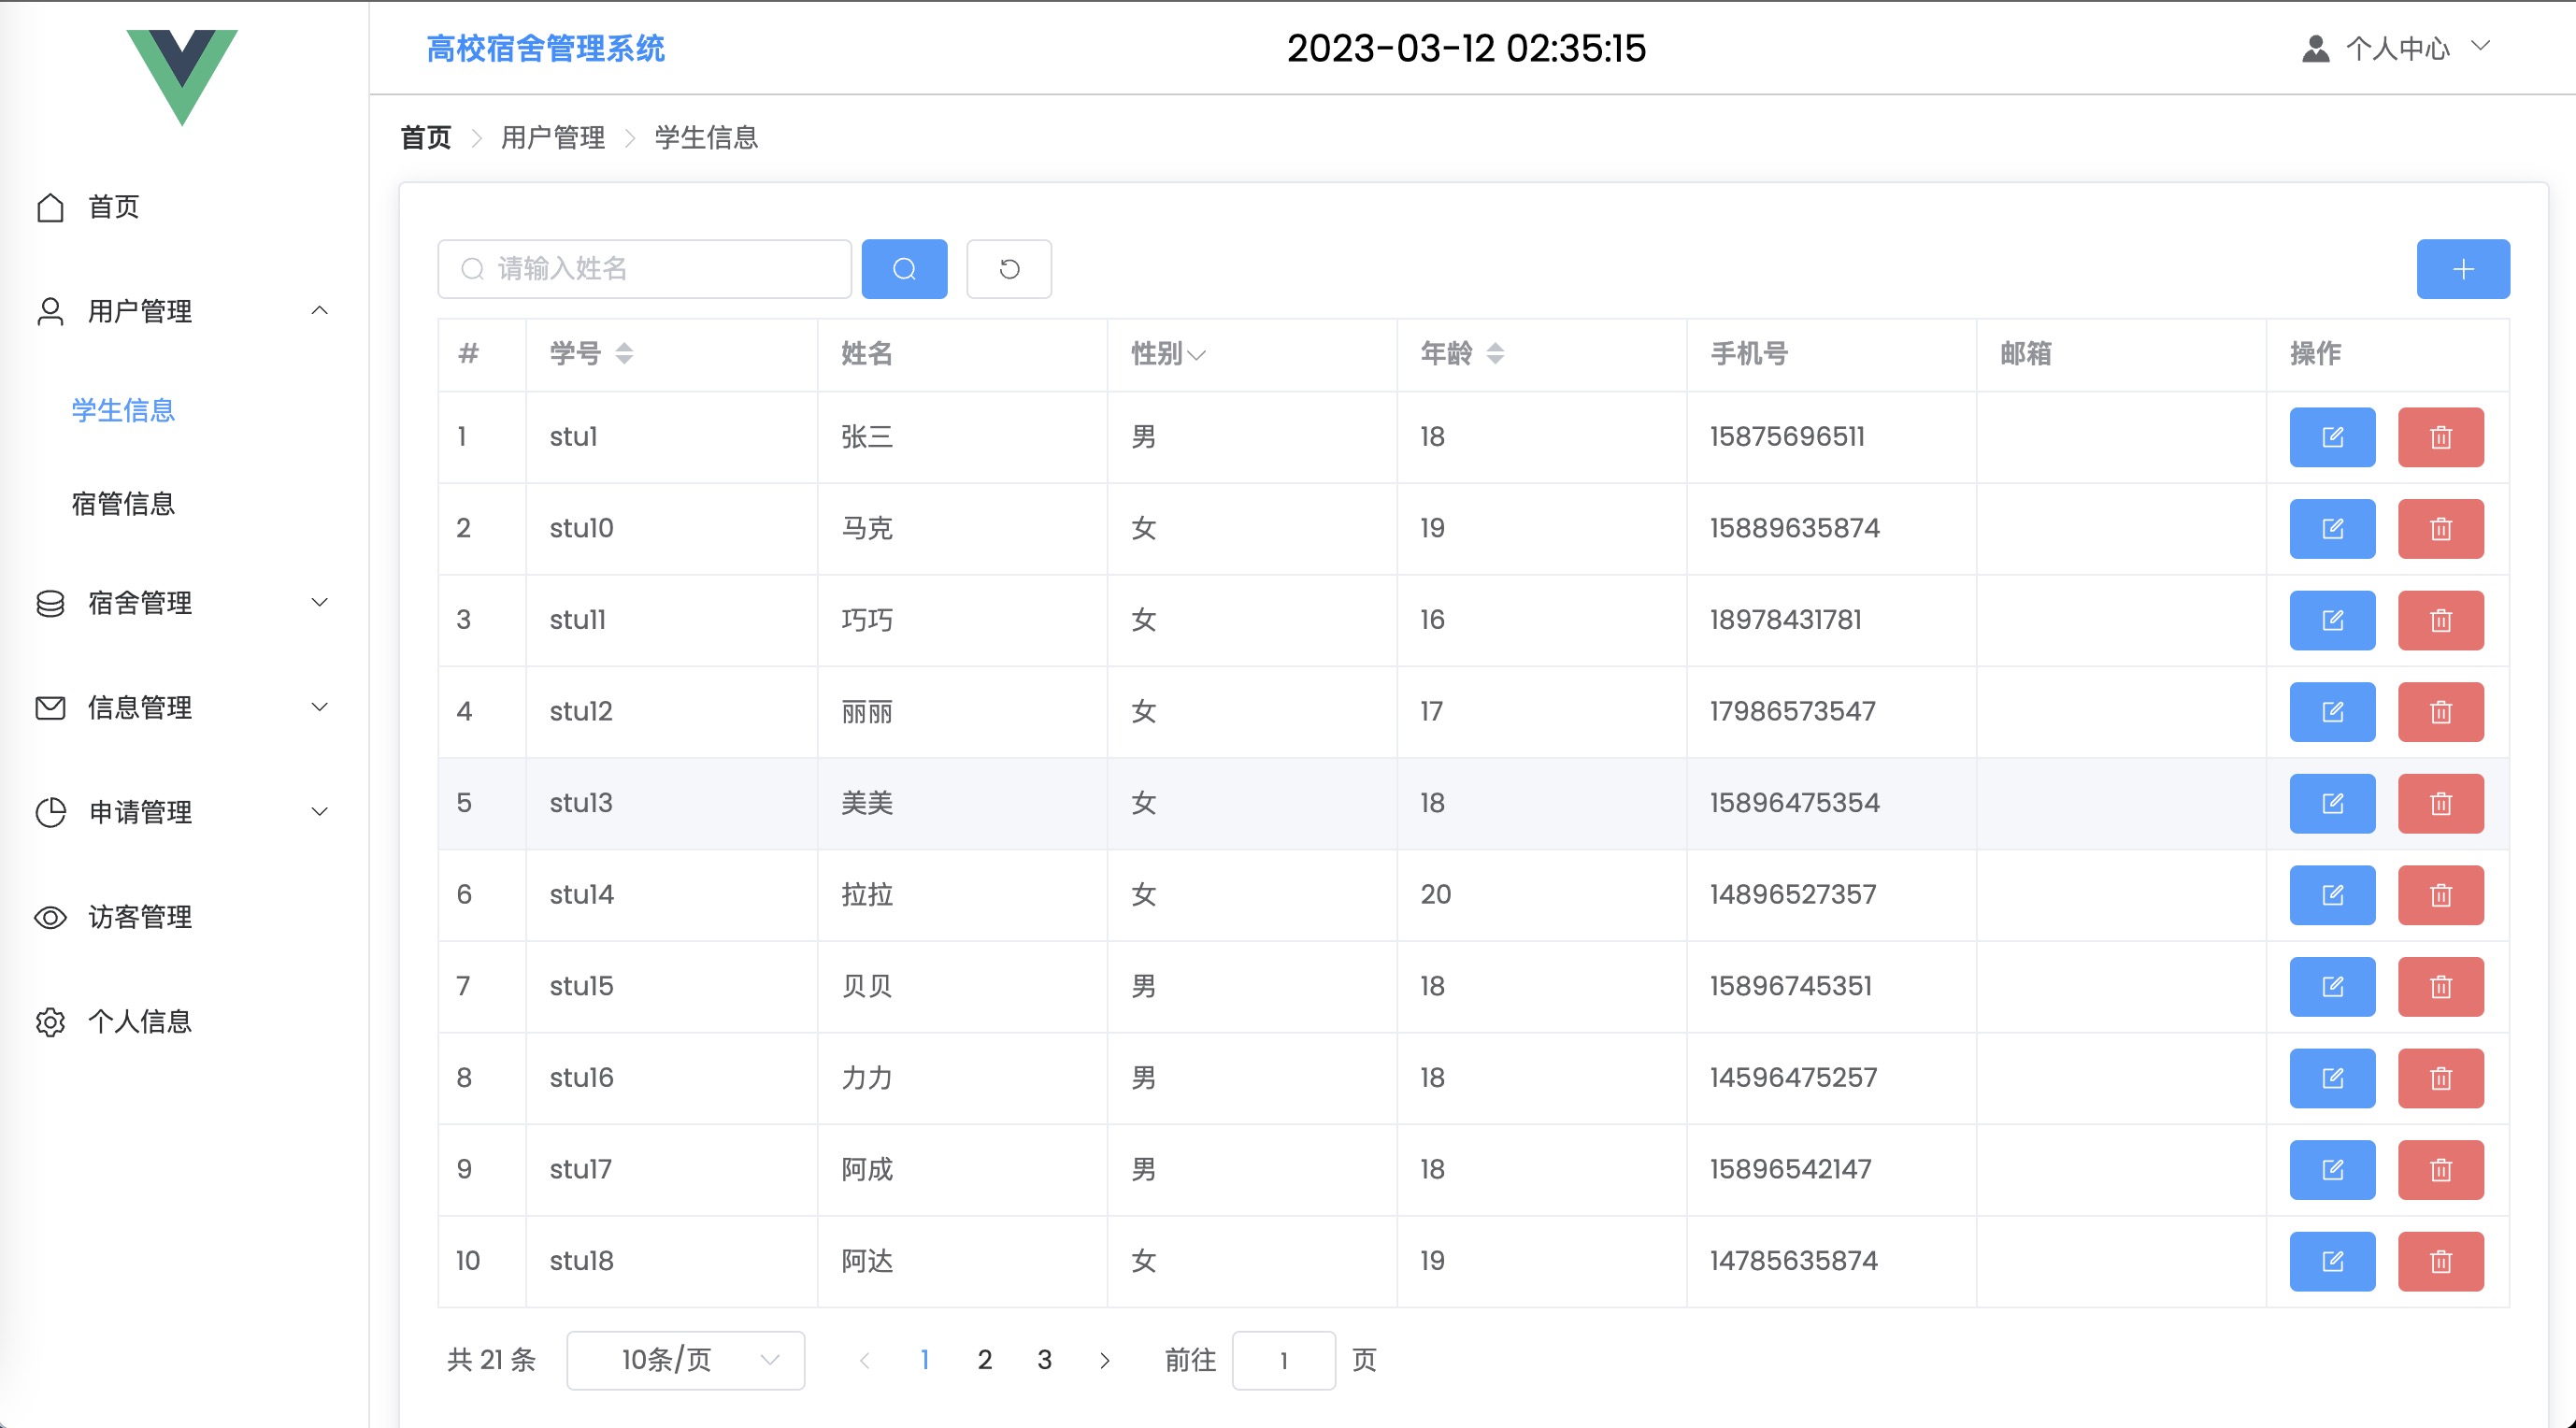 高校宿舍管理系统 2023-03-12 02:35:15 个人中心
首页 用户管理 学生信息
首页
用户管理
学生信息
宿管信息
宿舍管理
信息管理
申请管理
访客管理
个人信息
请输入姓名
# 学号 姓名 性别 年龄 手机号 邮箱 操作
1 stu1 张三 男 18 15875696511
2 stu10 马克 女 19 15889635874
3 stu11 巧巧 女 16 18978431781
4 stu12 丽丽 女 17 17986573547
5 stu13 美美 女 18 15896475354
6 stu14 拉拉 女 20 14896527357
7 stu15 贝贝 男 18 15896745351
8 stu16 力力 男 18 14596475257
9 stu17 阿成 男 18 15896542147
10 stu18 阿达 女 19 14785635874
共 21 条 10条/页 1 2 3 前往 1 页